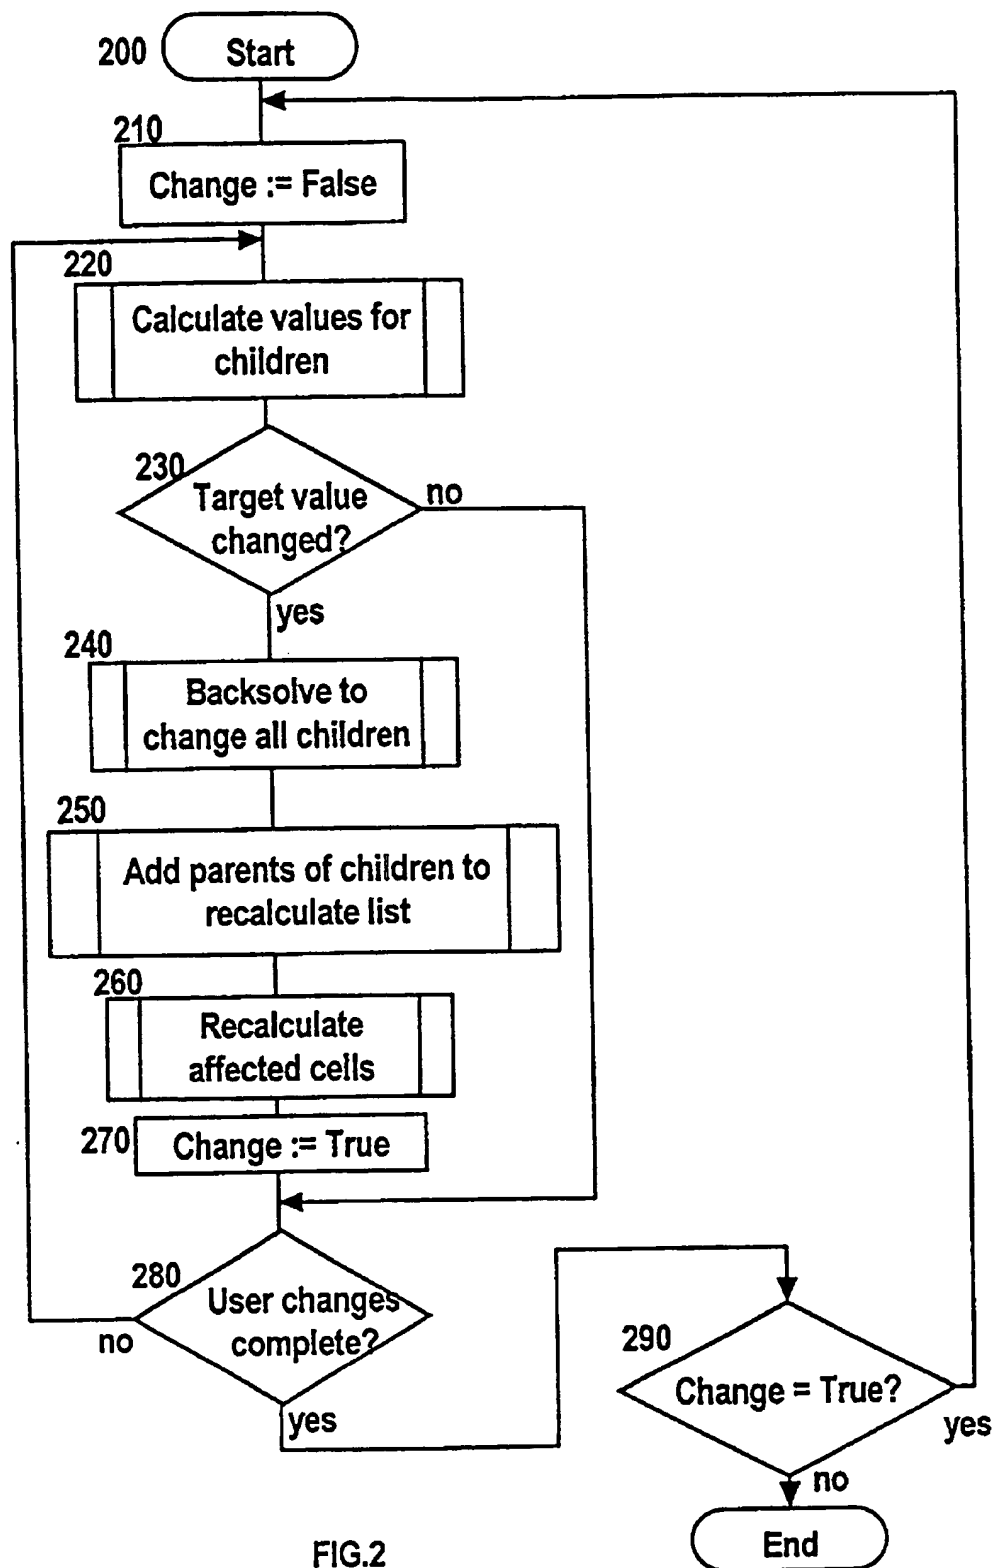 200
Start
210
Change := False
220
Calculate values for
children
230
Target value
changed?
no
yes
240
Backsolve to
change all children
250
Add parents of children to
recalculate list
260
Recalculate
affected cells
270
Change := True
280
User changes
complete?
no
yes
290
Change = True?
yes
no
End
FIG.2